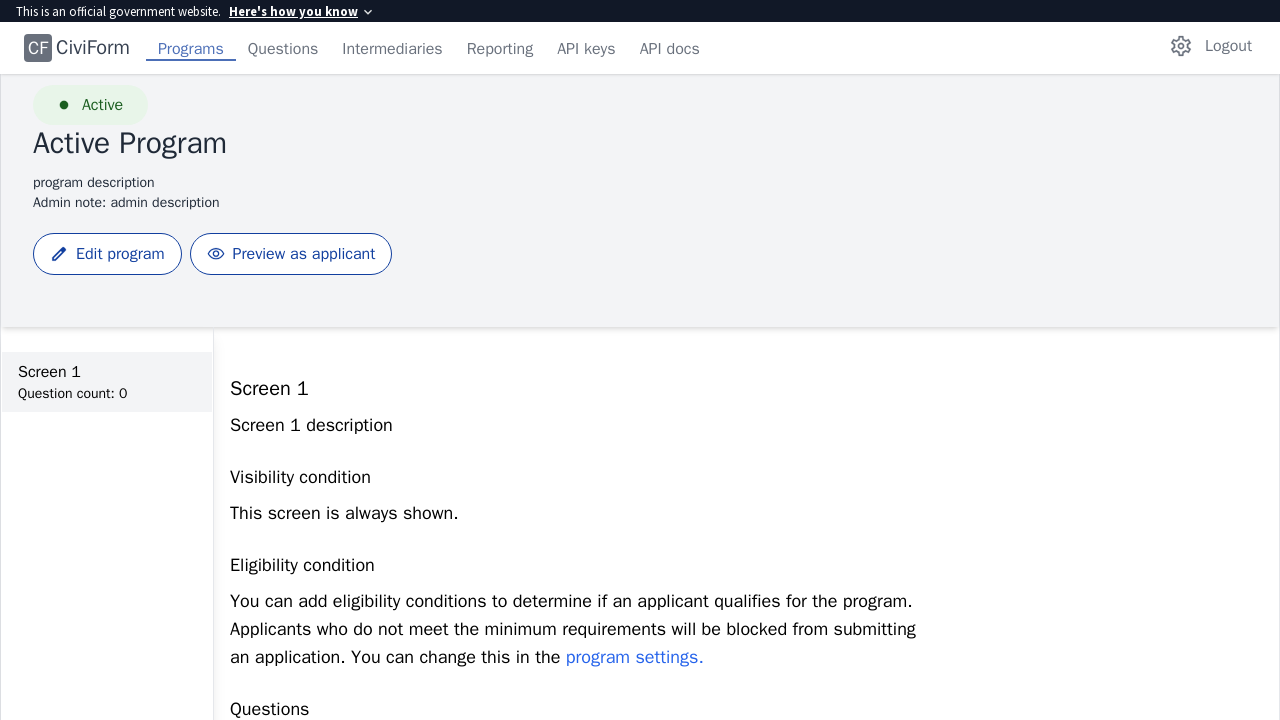 This is an official government website. Here's how you know
CF CiviForm Programs Questions Intermediaries Reporting API keys API docs Logout
Active
Active Program
program description
Admin note: admin description
Edit program Preview as applicant
Screen 1
Question count: 0
Screen 1
Screen 1 description
Visibility condition
This screen is always shown.
Eligibility condition
You can add eligibility conditions to determine if an applicant qualifies for the program.
Applicants who do not meet the minimum requirements will be blocked from submitting
an application. You can change this in the program settings.
Questions